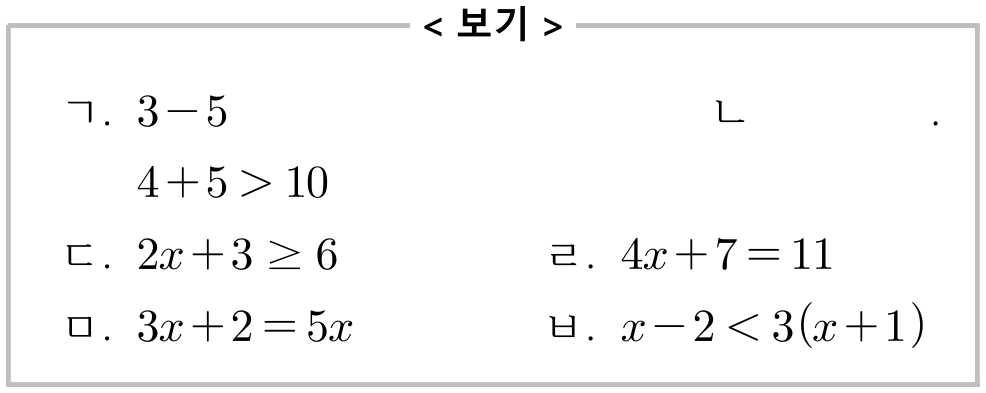 < 보기 >
ㄱ. 3－5 ㄴ .
4＋5 > 10
ㄷ. 2x＋3 ≥ 6 ㄹ. 4x＋7＝11
ㅁ. 3x＋2＝5x ㅂ. x－2 < 3(x＋1)